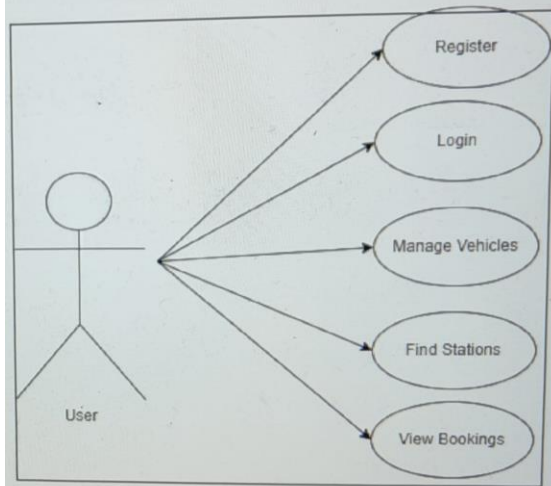 Register
Login
Manage Vehicles
Find Stations
User
View Bookings